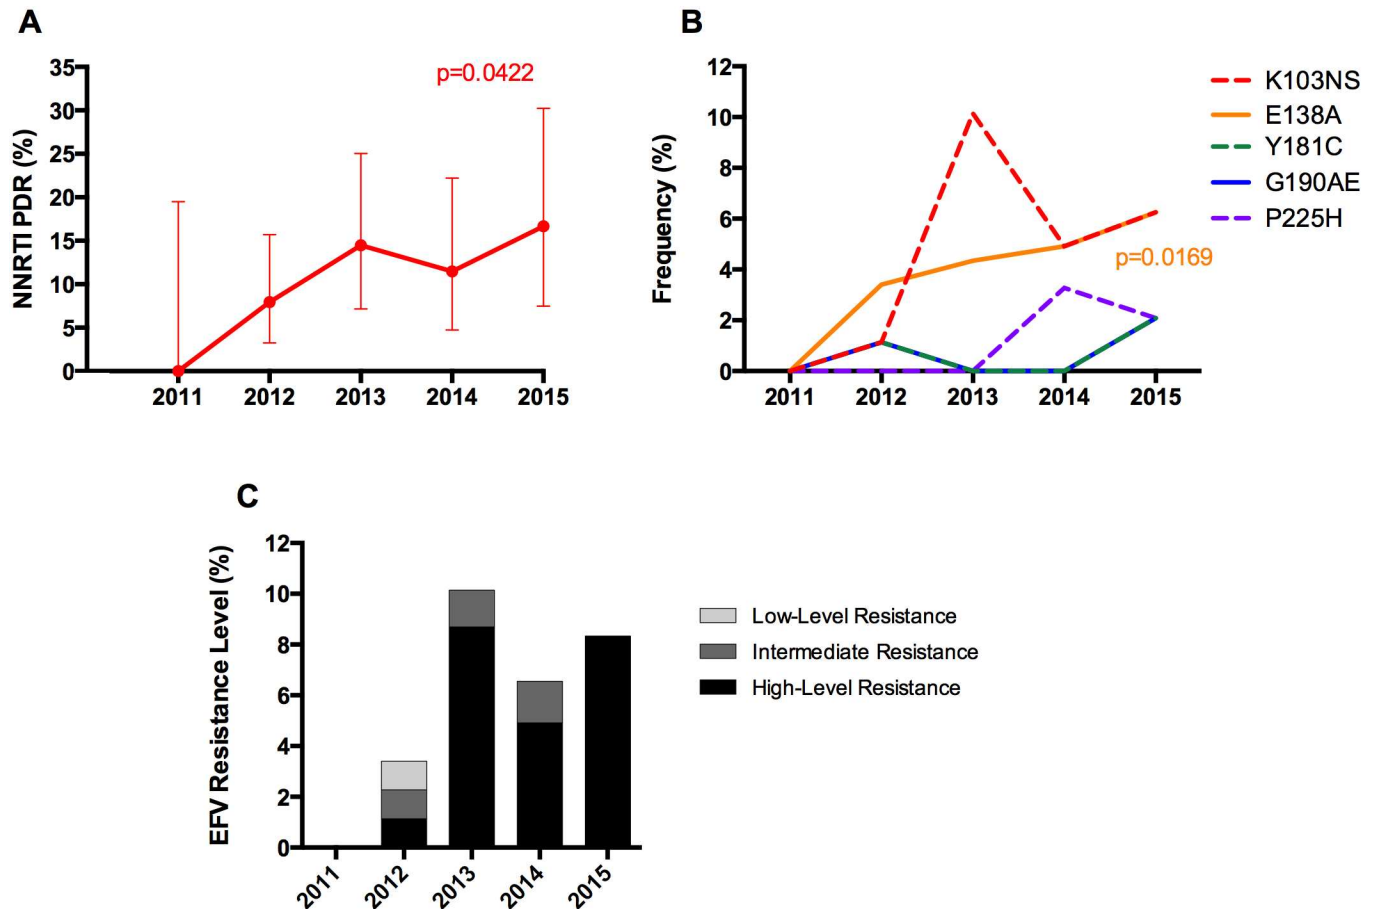 A
p=0.0422
NNRTI PDR (%)
35
30
25
20
15
10
5
0
2011 2012 2013 2014 2015
B
K103NS
E138A
Y181C
G190AE
P225H
p=0.0169
Frequency (%)
12
10
8
6
4
2
0
2011 2012 2013 2014 2015
C
EFV Resistance Level (%)
12
10
8
6
4
2
0
2011 2012 2013 2014 2015
Low-Level Resistance
Intermediate Resistance
High-Level Resistance